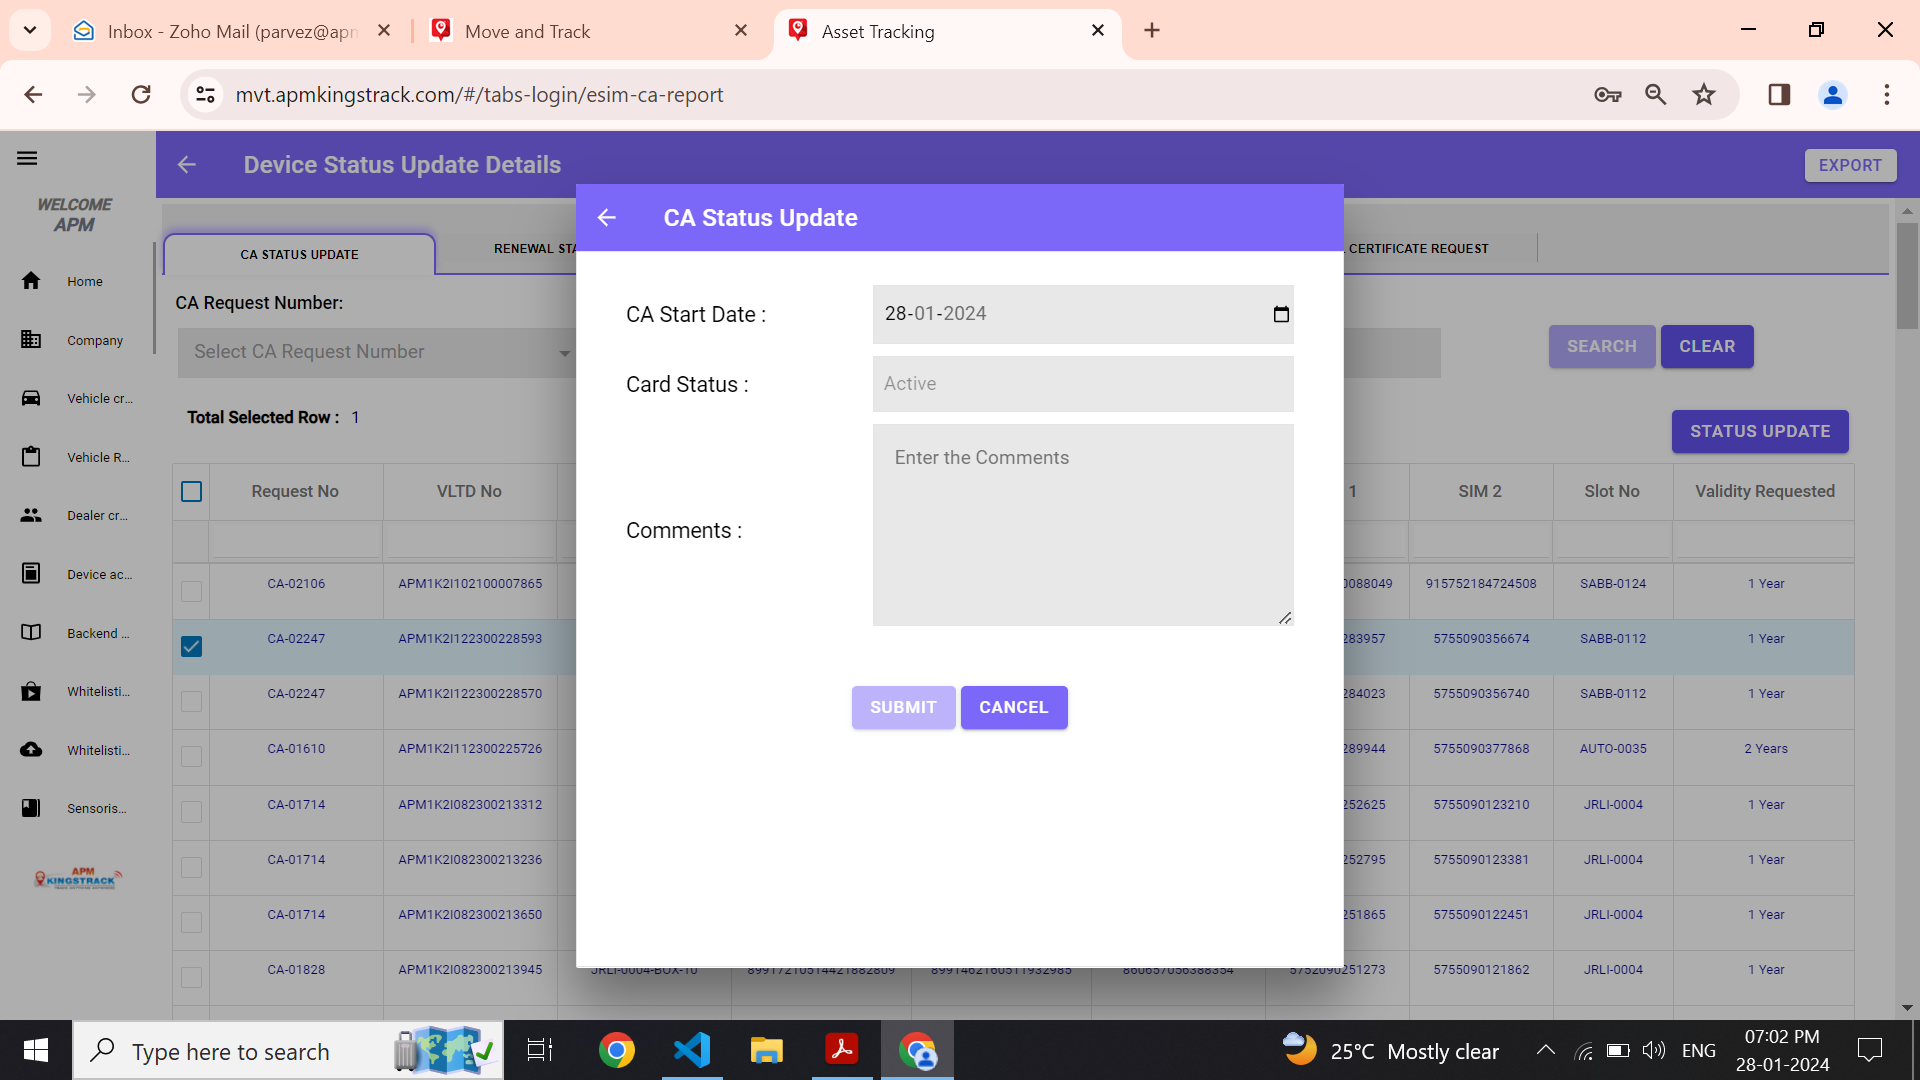 Inbox - Zoho Mail (parvez@apn
Move and Track
Asset Tracking
mvt.apmkingstrack.com/#/tabs-login/esim-ca-report
WELCOME
APM
Home
Company
Vehicle cr...
Vehicle R...
Dealer cr...
Device ac...
Backend ...
Whitelisti...
Whitelisti...
Sensoris...
APM
KINGSTRACK
Device Status Update Details
EXPORT
CA STATUS UPDATE
RENEWAL STA
CERTIFICATE REQUEST
CA Request Number:
Select CA Request Number
SEARCH
CLEAR
Total Selected Row : 1
STATUS UPDATE
Request No VLTD No 1 SIM 2 Slot No Validity Requested
CA-02106 APM1K2I102100007865 0088049 915752184724508 SABB-0124 1 Year
CA-02247 APM1K2I122300228593 283957 5755090356674 SABB-0112 1 Year
CA-02247 APM1K2I122300228570 284023 5755090356740 SABB-0112 1 Year
CA-01610 APM1K2I112300225726 289944 5755090377868 AUTO-0035 2 Years
CA-01714 APM1K2I082300213312 252625 5755090123210 JRLI-0004 1 Year
CA-01714 APM1K2I082300213236 252795 5755090123381 JRLI-0004 1 Year
CA-01714 APM1K2I082300213650 251865 5755090122451 JRLI-0004 1 Year
CA-01828 APM1K2I082300213945 JRLI-0004-BOX-10 89917210514421882809 8991462160511932985 860657056388354 5752090251273 5755090121862 JRLI-0004 1 Year
CA Status Update
CA Start Date : 28-01-2024
Card Status : Active
Comments : Enter the Comments
SUBMIT
CANCEL
Type here to search
25°C Mostly clear
ENG
07:02 PM
28-01-2024